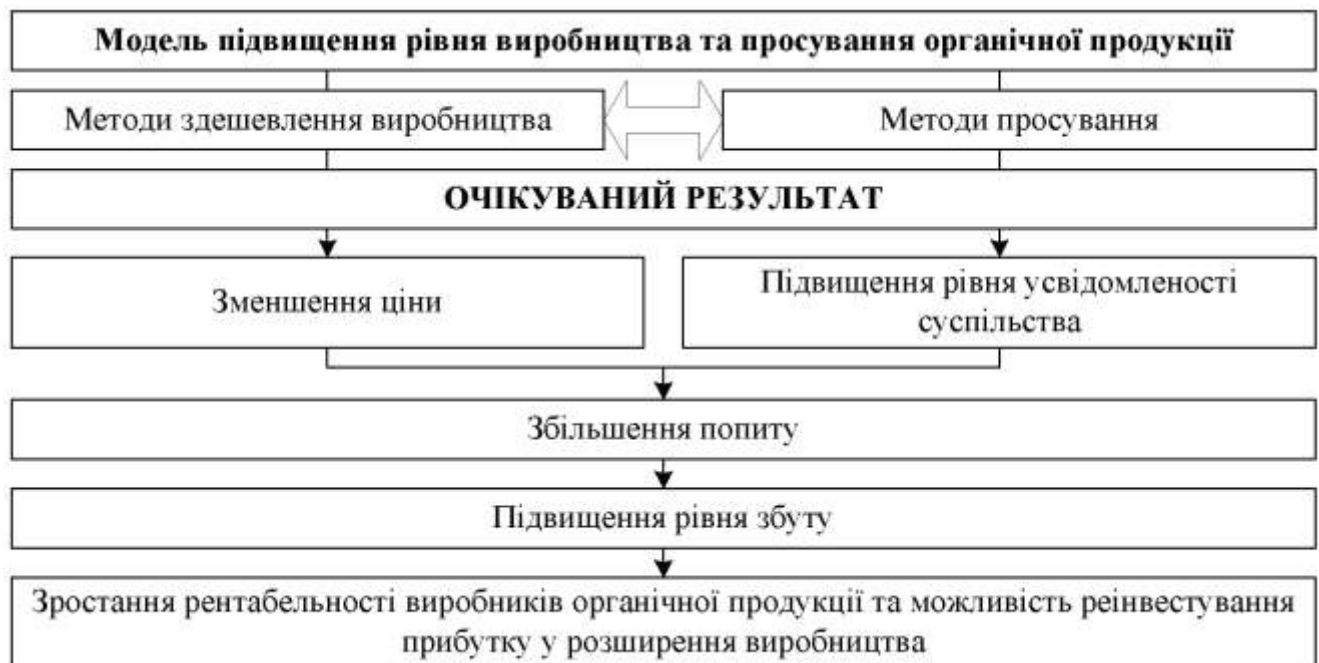 Модель підвищення рівня виробництва та просування органічної продукції
Методи здешевлення виробництва
Методи просування
ОЧІКУВАНИЙ РЕЗУЛЬТАТ
Зменшення ціни
Підвищення рівня усвідомленості
суспільства
Збільшення попиту
Підвищення рівня збуту
Зростання рентабельності виробників органічної продукції та можливість реінвестування
прибутку у розширення виробництва